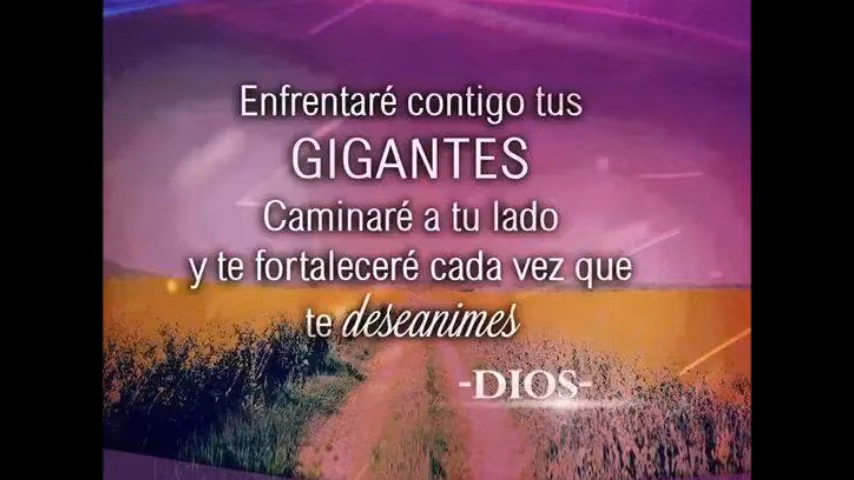 Enfrentaré contigo tus
GIGANTES
Caminaré a tu lado
y te fortaleceré cada vez que
te deseanimes
-DIOS-